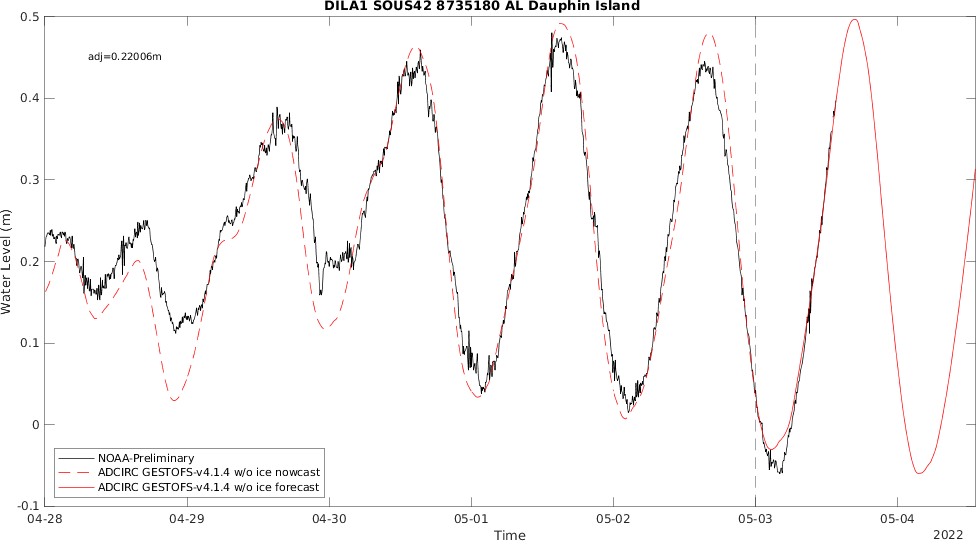 DILA1 SOUS42 8735180 AL Dauphin Island
adj=0.22006m
Water Level (m)
0.5
0.4
0.3
0.2
0.1
0
-0.1
NOAA-Preliminary
ADCIRC GESTOFS-v4.1.4 w/o ice nowcast
ADCIRC GESTOFS-v4.1.4 w/o ice forecast
04-28 04-29 04-30 05-01 05-02 05-03 05-04
Time
2022